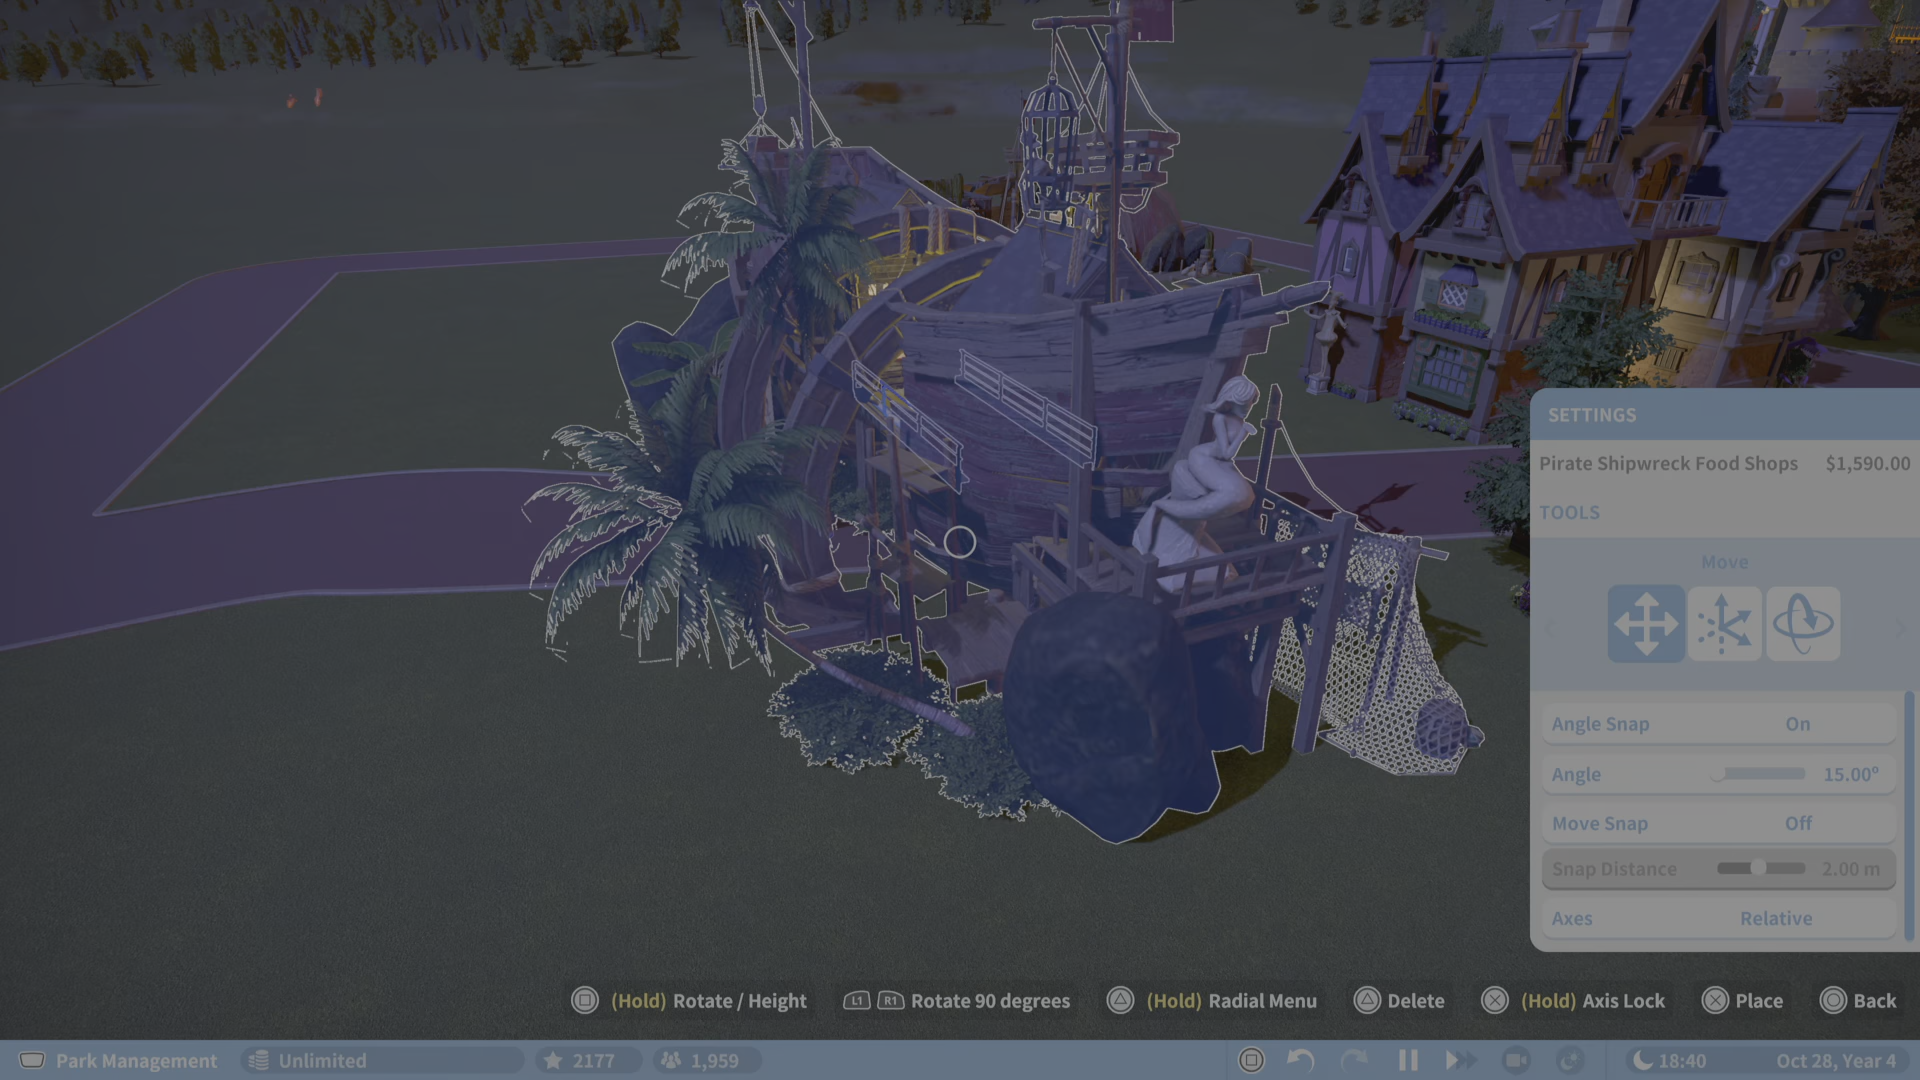 SETTINGS
Pirate Shipwreck Food Shops $1,590.00
TOOLS
Move
Angle Snap On
Angle 15.00º
Move Snap Off
Snap Distance 2.00 m
Axes Relative
(Hold) Rotate / Height L1 R1 Rotate 90 degrees (Hold) Radial Menu Delete (Hold) Axis Lock Place Back
Park Management Unlimited 2177 1,959 18:40 Oct 28, Year 4